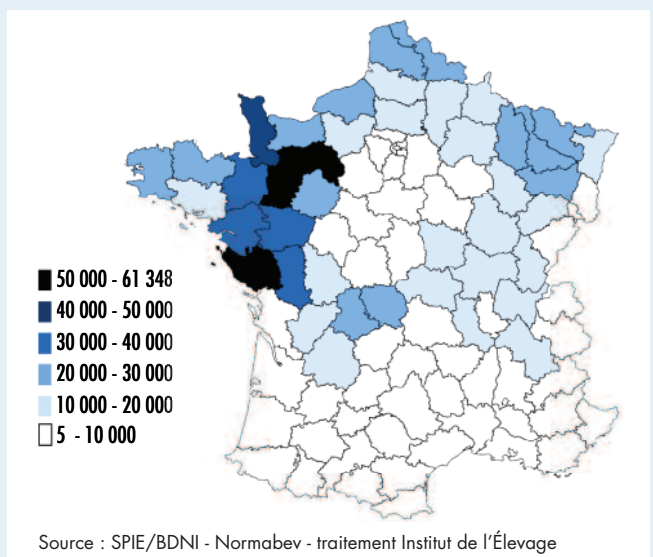 50 000 - 61 348
40 000 - 50 000
30 000 - 40 000
20 000 - 30 000
10 000 - 20 000
5 - 10 000
Source : SPIE/BDNI - Normabev - traitement Institut de l'Élevage